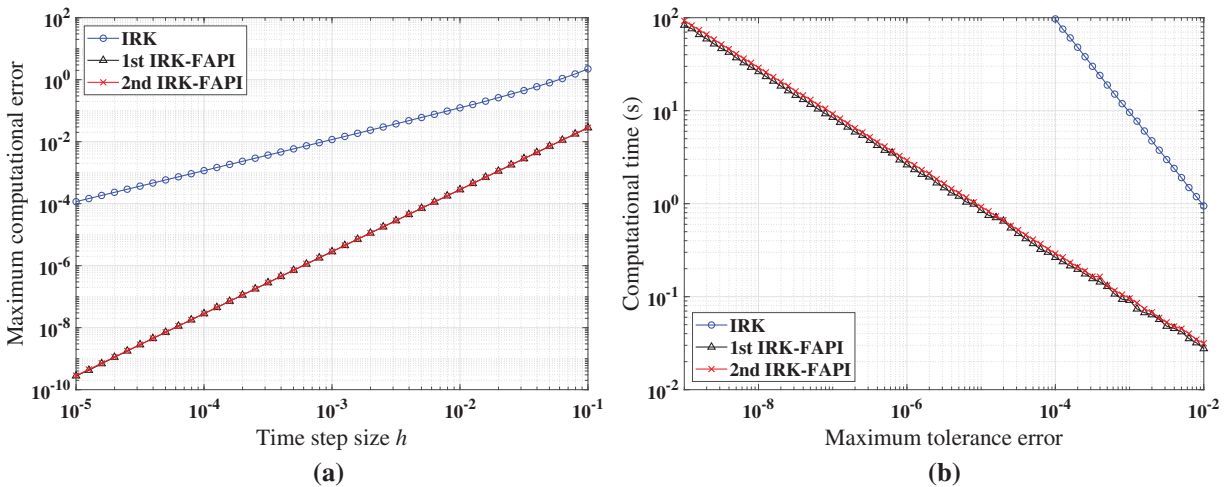 10^2
10^0
10^-2
10^-4
10^-6
10^-8
10^-10
Maximum computational error
IRK
1st IRK-FAPI
2nd IRK-FAPI
10^-5
10^-4
10^-3
10^-2
10^-1
Time step size h
(a)
10^2
10^1
10^0
10^-1
10^-2
Computational time (s)
IRK
1st IRK-FAPI
2nd IRK-FAPI
10^-8
10^-6
10^-4
10^-2
Maximum tolerance error
(b)